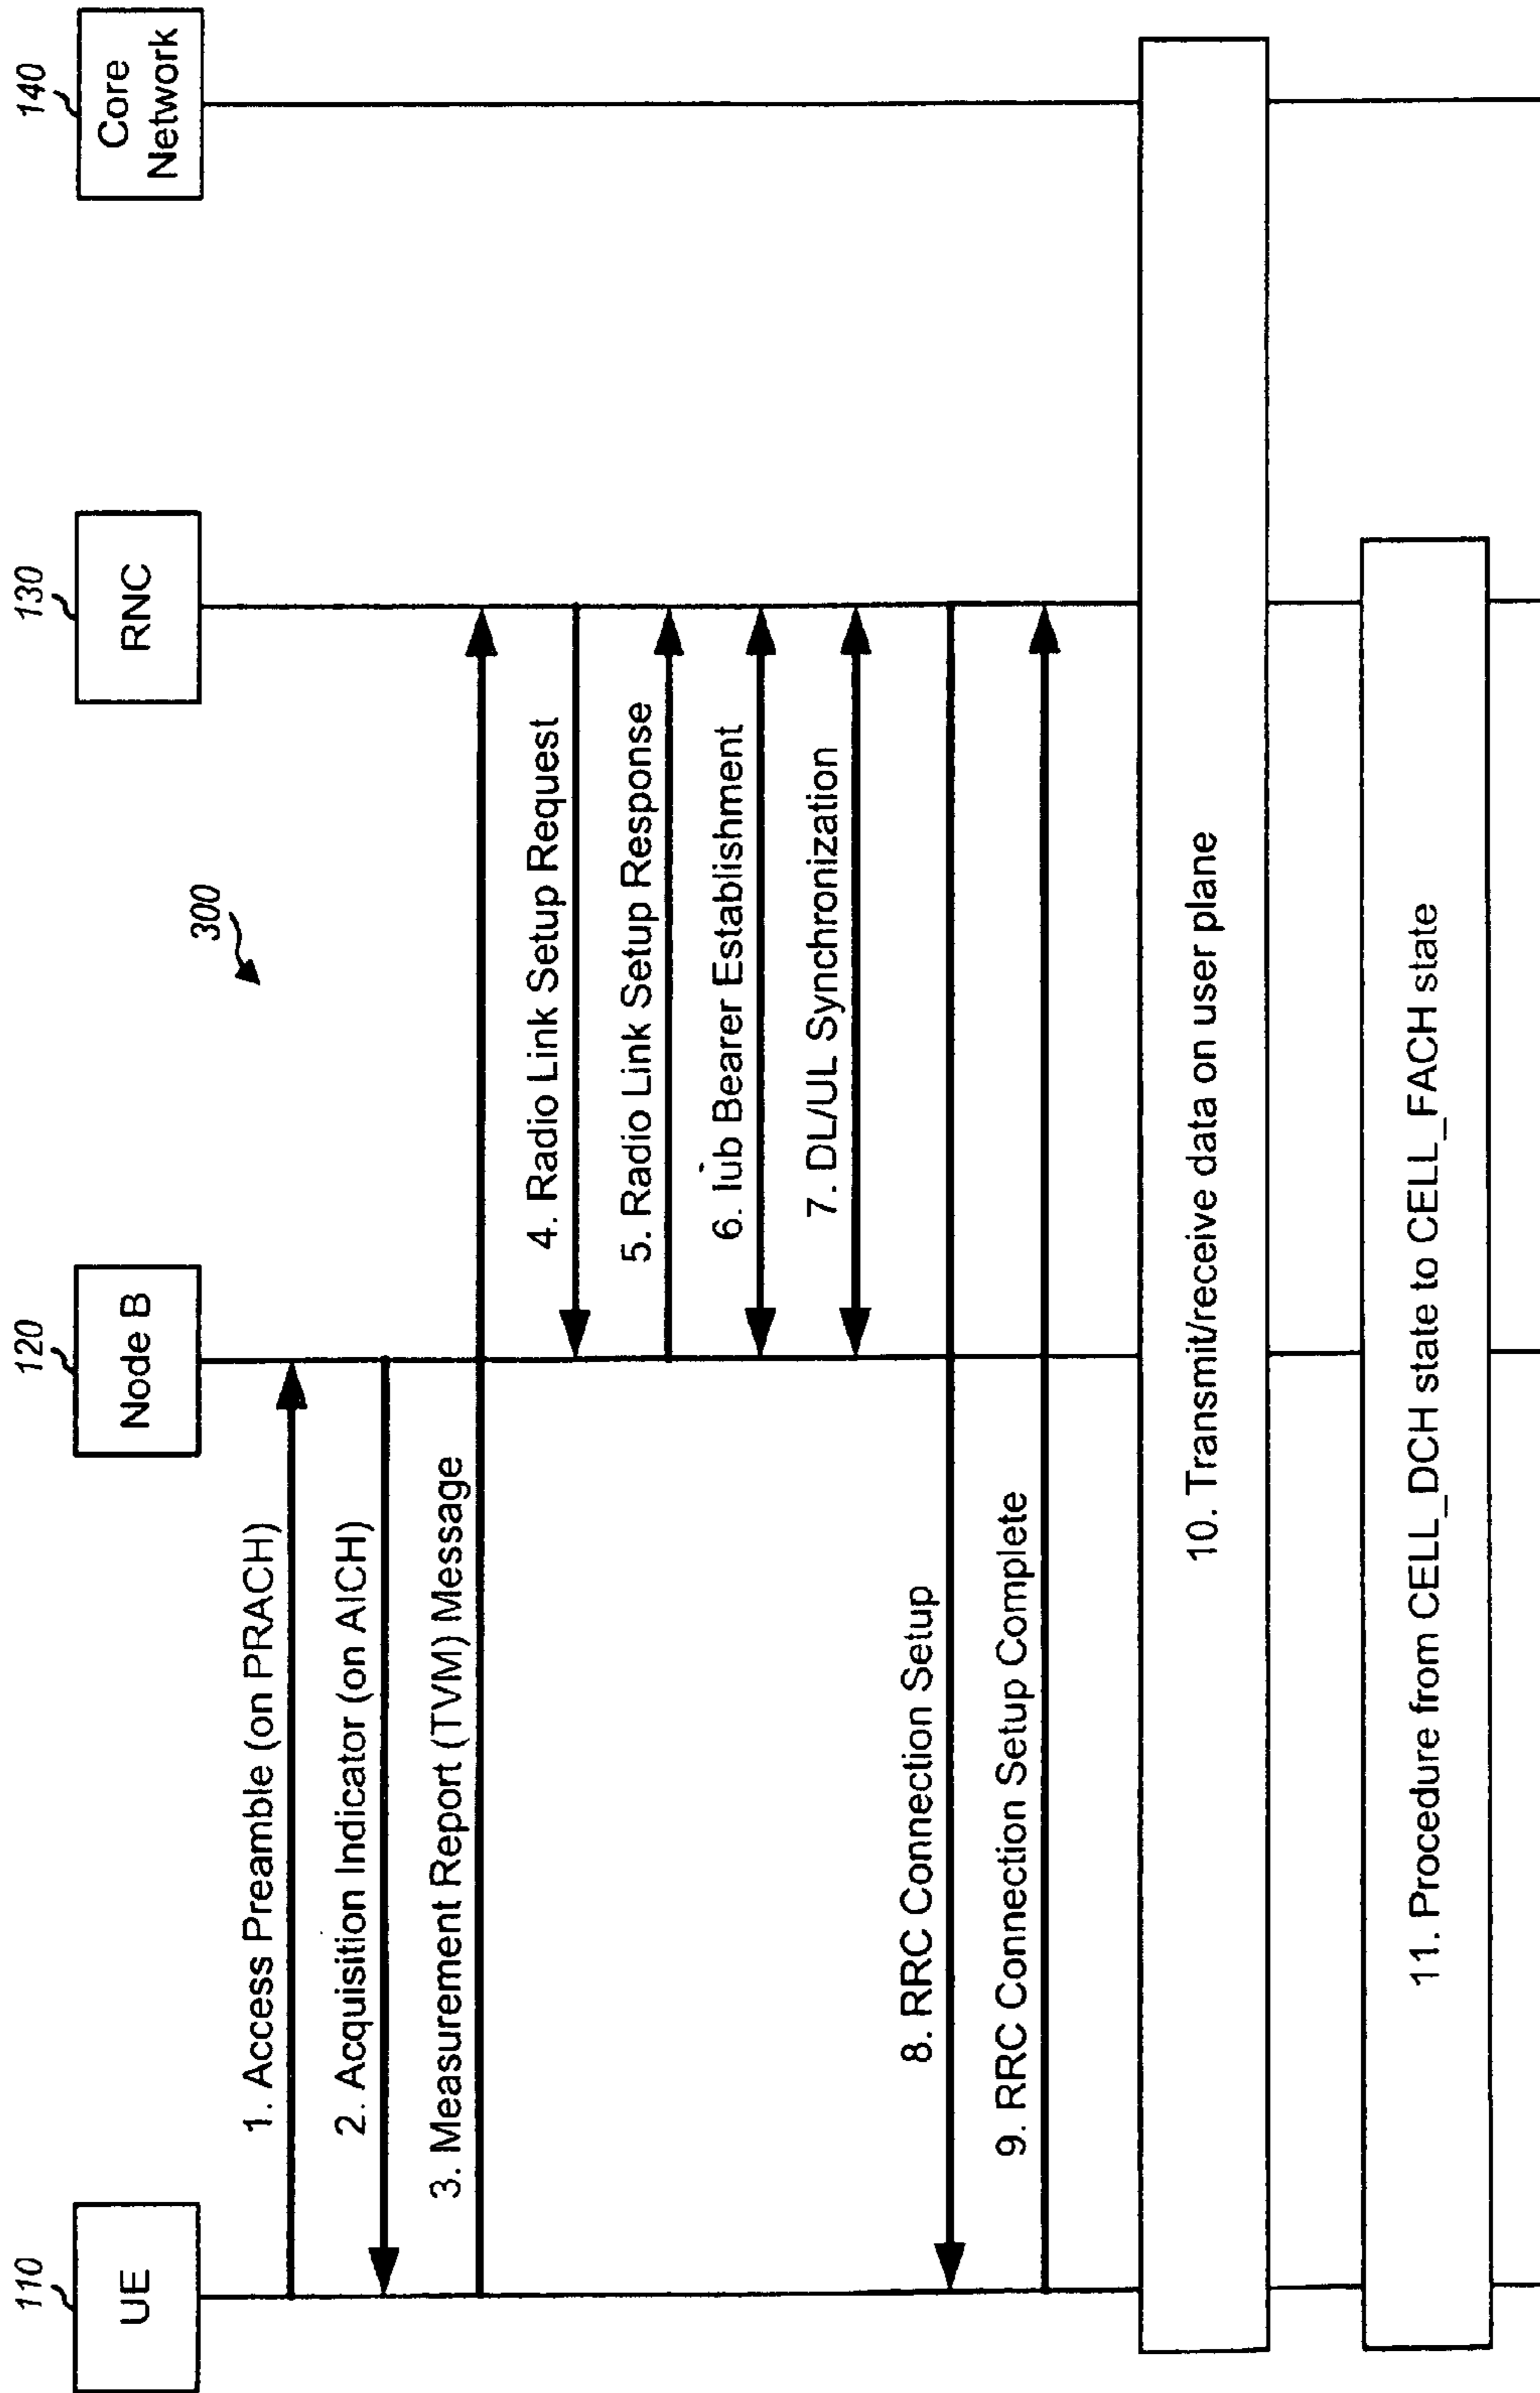 110
UE
120
Node B
130
RNC
140
Core
Network
300
1. Access Preamble (on PRACH)
2. Acquisition Indicator (on AICH)
3. Measurement Report (TVM) Message
4. Radio Link Setup Request
5. Radio Link Setup Response
6. Iub Bearer Establishment
7. DL/UL Synchronization
8. RRC Connection Setup
9. RRC Connection Setup Complete
10. Transmit/receive data on user plane
11. Procedure from CELL_DCH state to CELL_FACH state